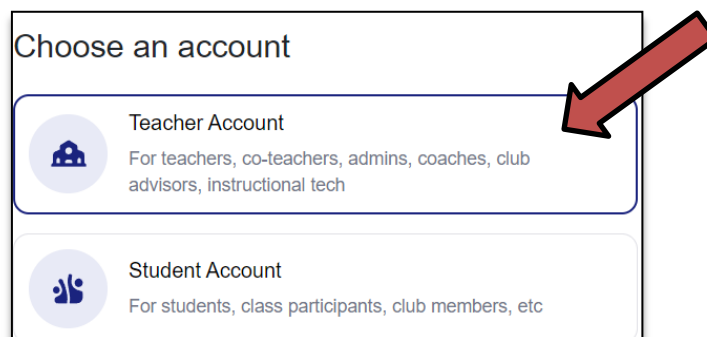 Choose an account
Teacher Account
For teachers, co-teachers, admins, coaches, club
advisors, instructional tech
Student Account
For students, class participants, club members, etc